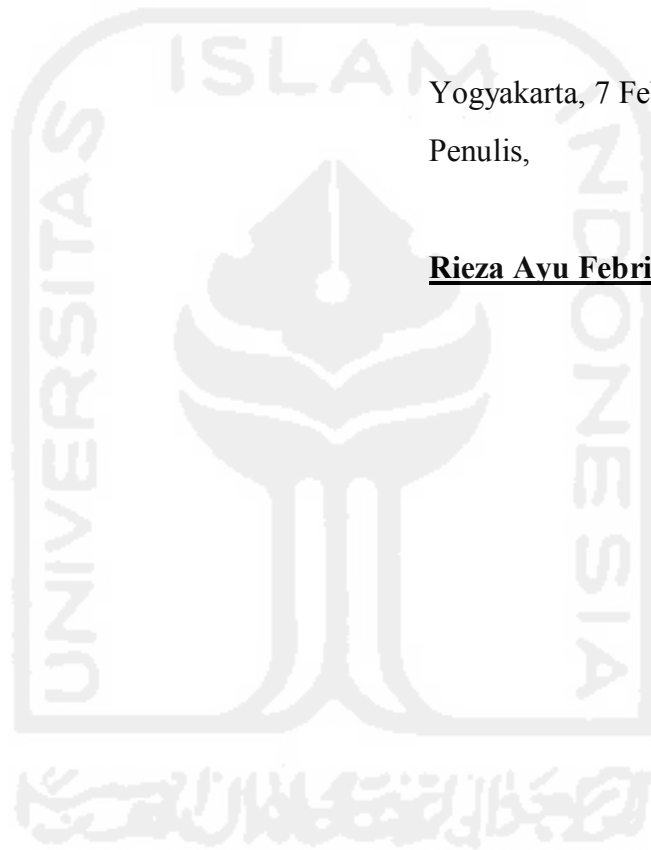 ISLAM
UNIVERSITAS
INDONESIA
Yogyakarta, 7 Fe
Penulis,
Rieza Ayu Febri